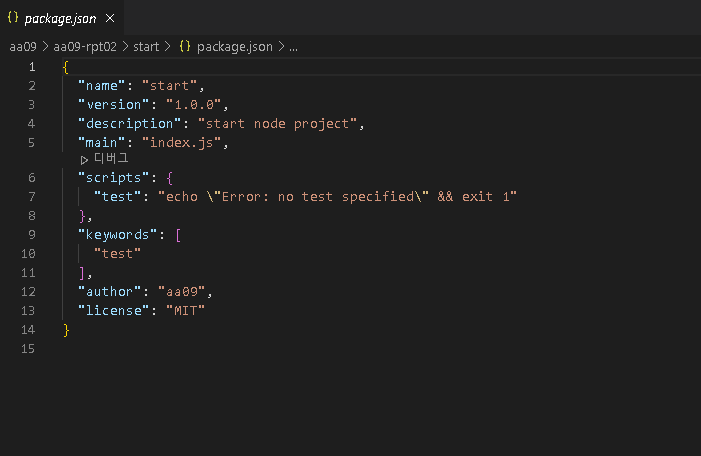 {} package.json ×
aa09 > aa09-rpt02 > start > {} package.json > ...
1 {
2 "name": "start",
3 "version": "1.0.0",
4 "description": "start node project",
5 "main": "index.js",
▷ 디버그
6 "scripts": {
7 "test": "echo \"Error: no test specified\" && exit 1"
8 },
9 "keywords": [
10 "test"
11 ],
12 "author": "aa09",
13 "license": "MIT"
14 }
15